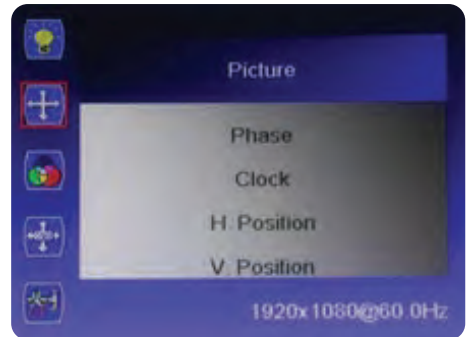 Picture
Phase
Clock
H. Position
V. Position
1920x1080@60.0Hz